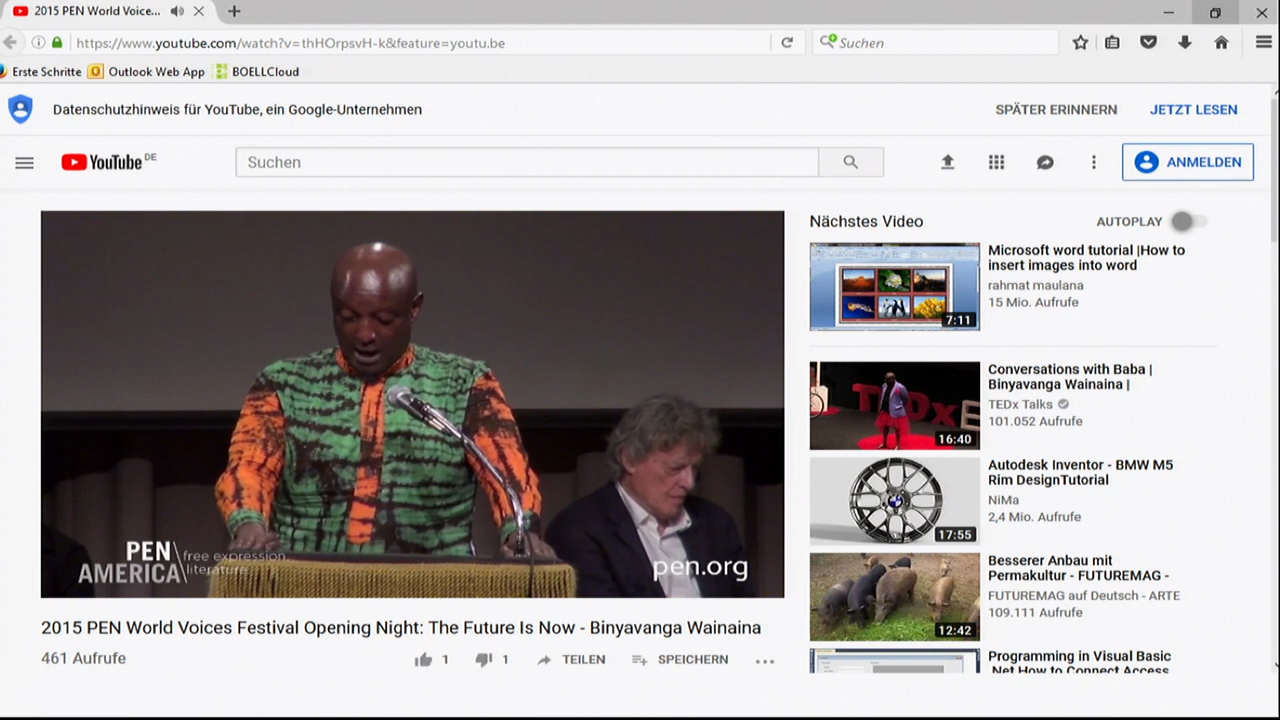 2015 PEN World Voice...
https://www.youtube.com/watch?v=thHOrpsvH-k&feature=youtu.be
Suchen
Erste Schritte
Outlook Web App
BOELLCloud
Datenschutzhinweis für YouTube, ein Google-Unternehmen
SPÄTER ERINNERN
JETZT LESEN
YouTube DE
Suchen
ANMELDEN
PEN
AMERICA
free expression
literature
pen.org
2015 PEN World Voices Festival Opening Night: The Future Is Now - Binyavanga Wainaina
461 Aufrufe
1
1
TEILEN
SPEICHERN
Nächstes Video
AUTOPLAY
7:11
Microsoft word tutorial |How to
insert images into word
rahmat maulana
15 Mio. Aufrufe
TEDx
16:40
Conversations with Baba |
Binyavanga Wainaina |
TEDx Talks
101.052 Aufrufe
17:55
Autodesk Inventor - BMW M5
Rim DesignTutorial
NiMa
2,4 Mio. Aufrufe
12:42
Besserer Anbau mit
Permakultur - FUTUREMAG -
FUTUREMAG auf Deutsch - ARTE
109.111 Aufrufe
Programming in Visual Basic
.Net How to Connect Access